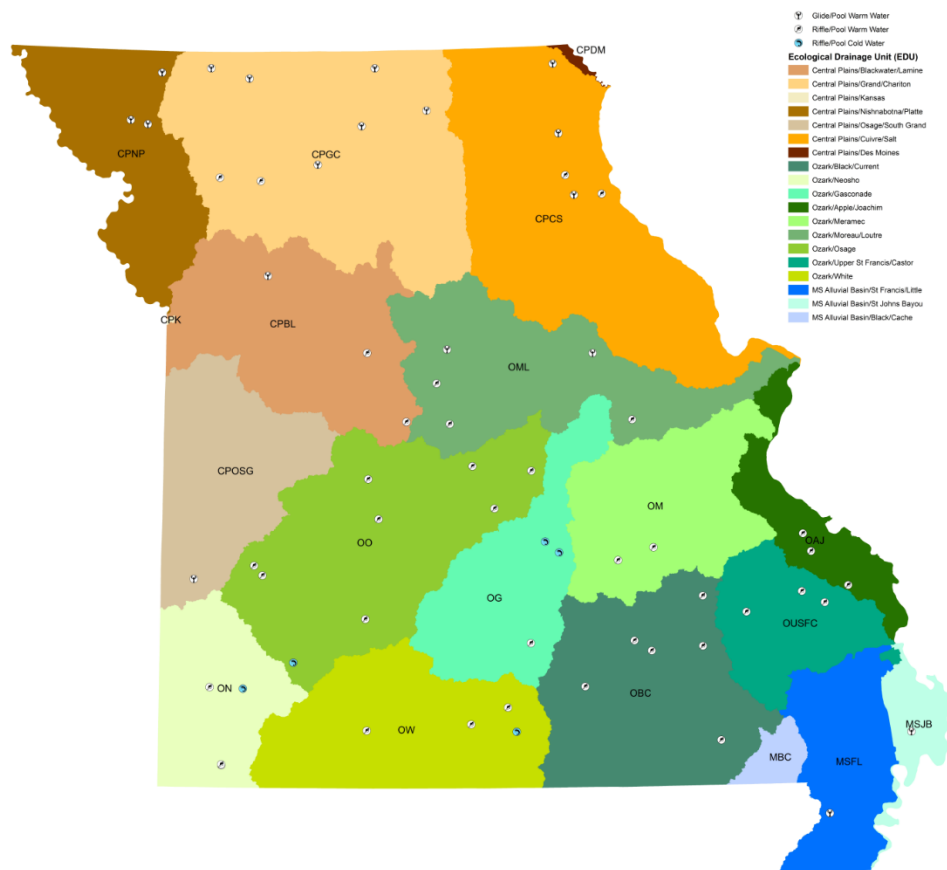 Glide/Pool Warm Water
Riffle/Pool Warm Water
Riffle/Pool Cold Water
Ecological Drainage Unit (EDU)
Central Plains/Blackwater/Lamine
Central Plains/Grand/Chariton
Central Plains/Kansas
Central Plains/Nishnabotna/Platte
Central Plains/Osage/South Grand
Central Plains/Cuivre/Salt
Central Plains/Des Moines
Ozark/Black/Current
Ozark/Neosho
Ozark/Gasconade
Ozark/Apple/Joachim
Ozark/Meramec
Ozark/Moreau/Loutre
Ozark/Osage
Ozark/Upper St Francis/Castor
Ozark/White
MS Alluvial Basin/St Francis/Little
MS Alluvial Basin/St Johns Bayou
MS Alluvial Basin/Black/Cache
CPDM
CPNP
CPGC
CPCS
CPK
CPBL
OML
CPOSG
OM
OO
OAJ
OG
OUSFC
ON
OBC
OW
MSJB
MBC
MSFL